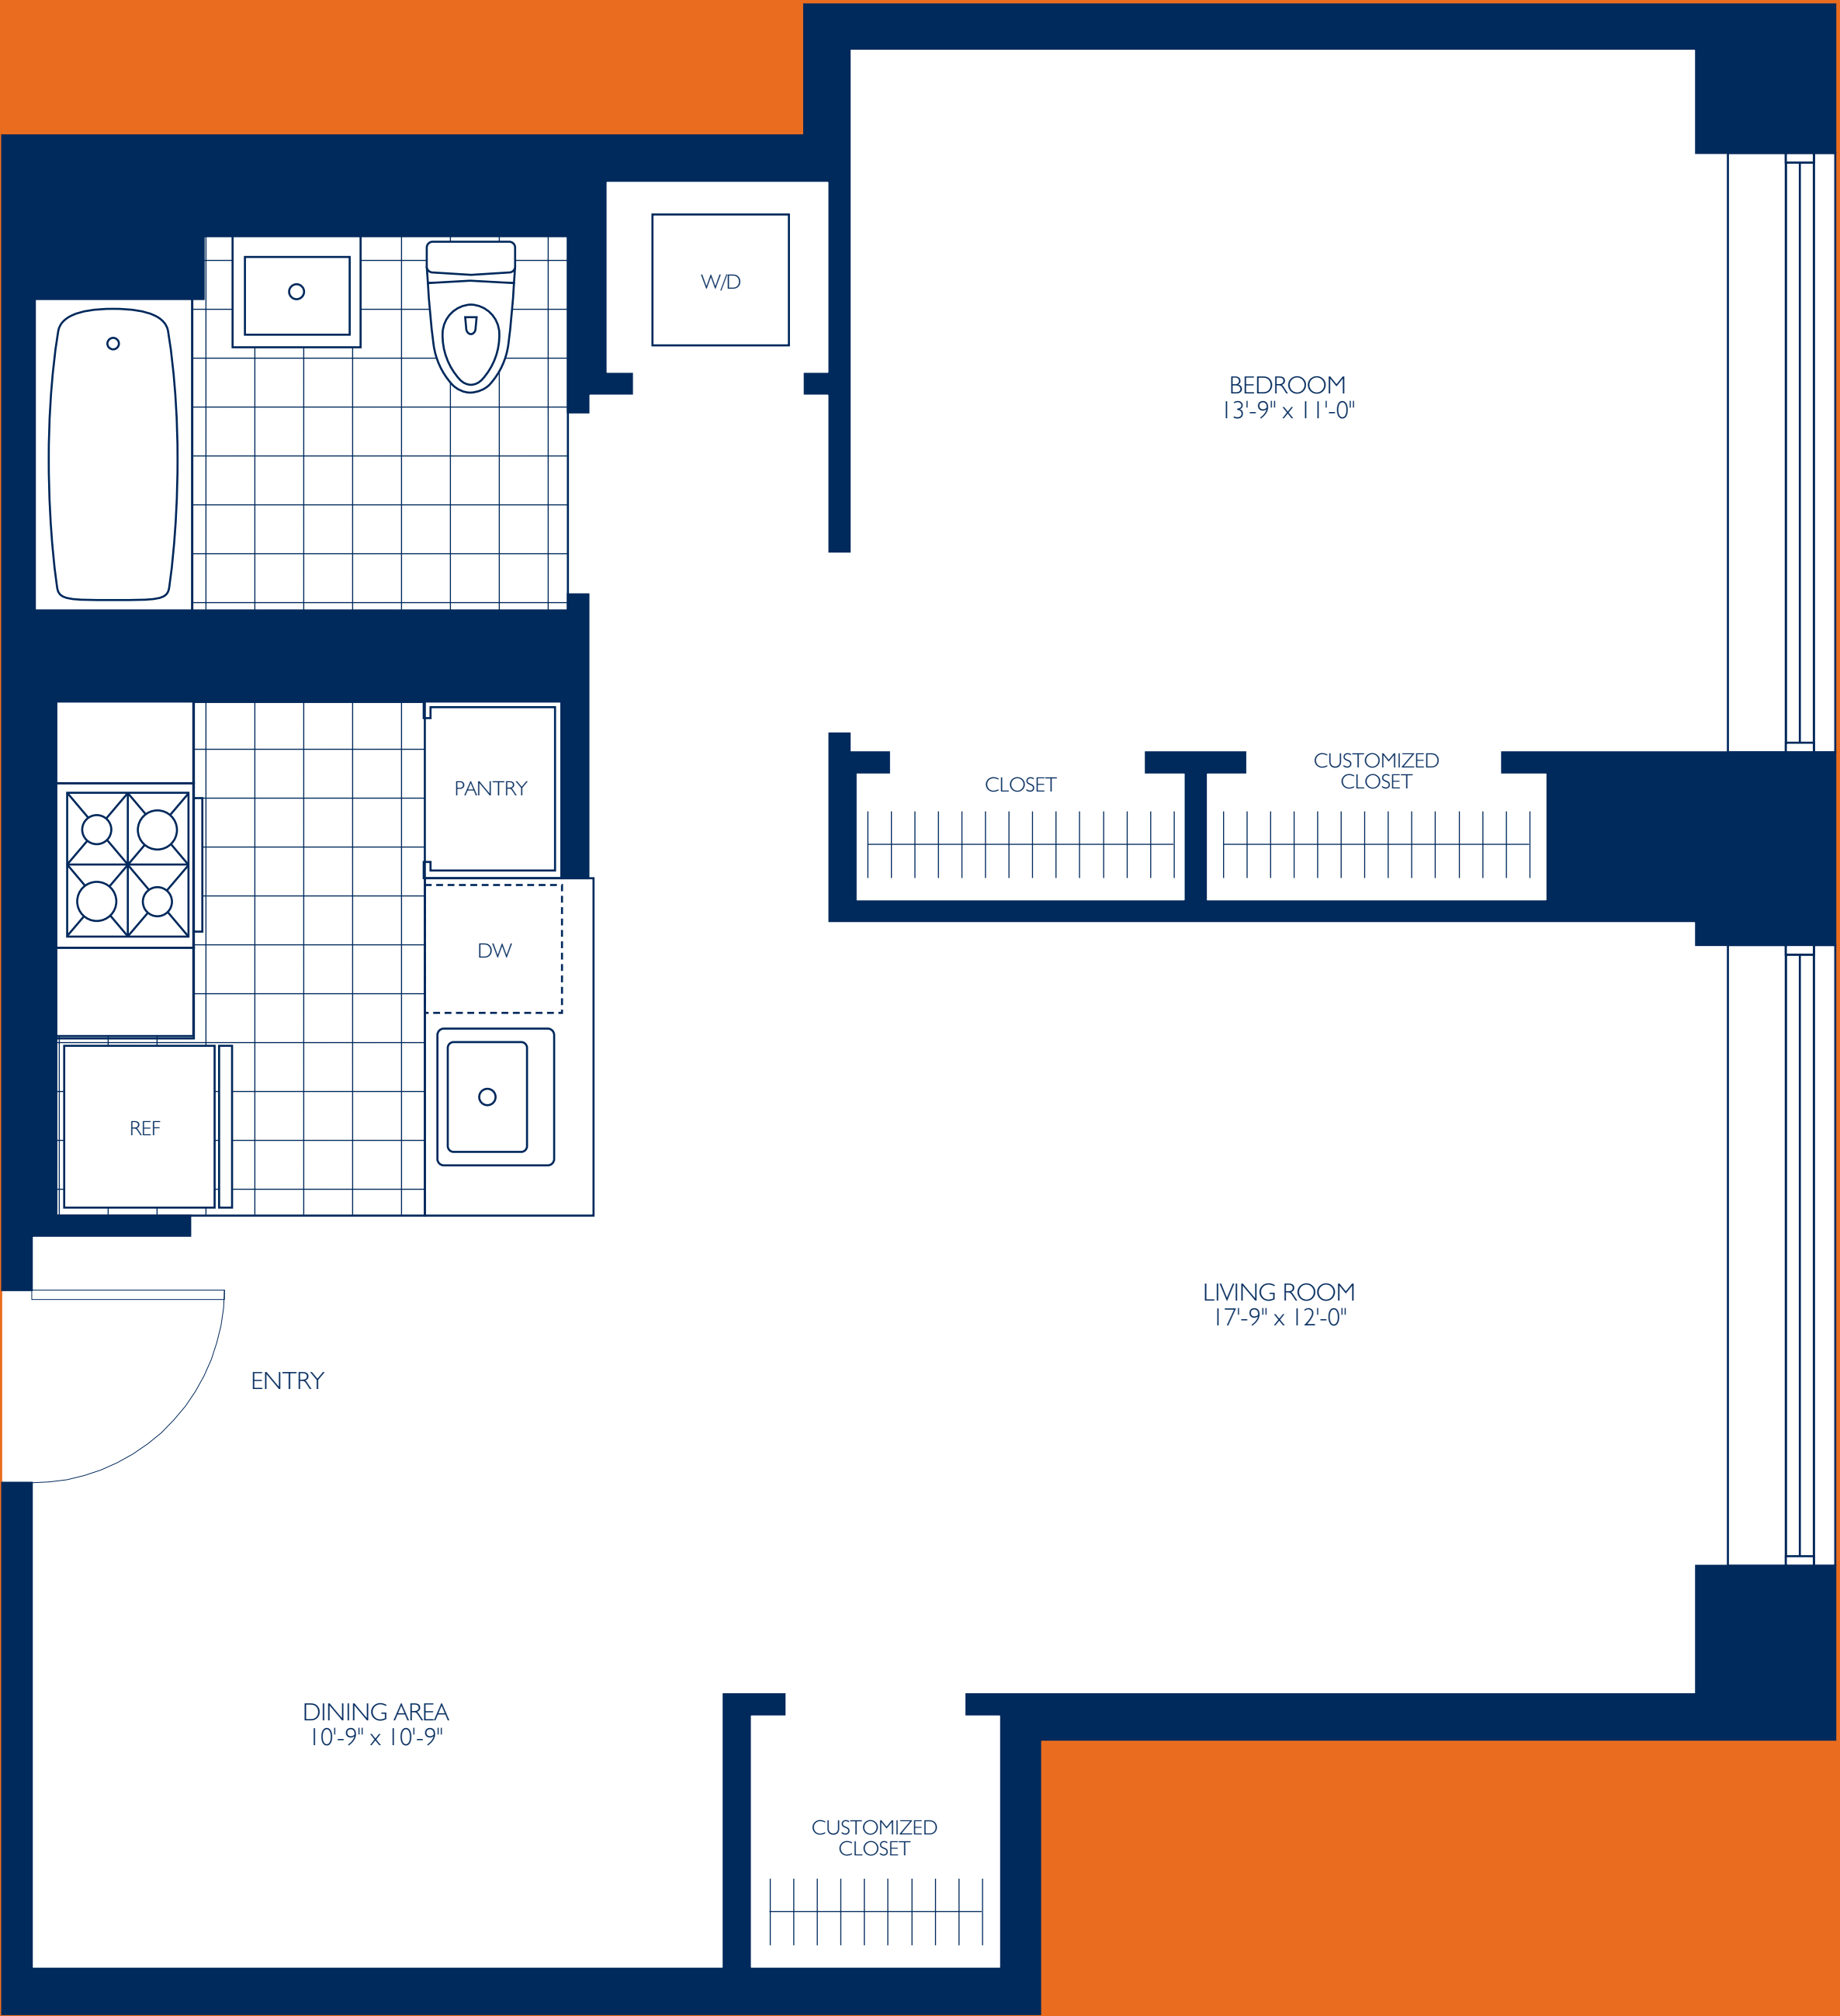 W/D
BEDROOM
13'-9" x 11'-0"
CUSTOMIZED
CLOSET
CLOSET
PANTRY
DW
REF
LIVING ROOM
17'-9" x 12'-0"
ENTRY
DINING AREA
10'-9" x 10'-9"
CUSTOMIZED
CLOSET